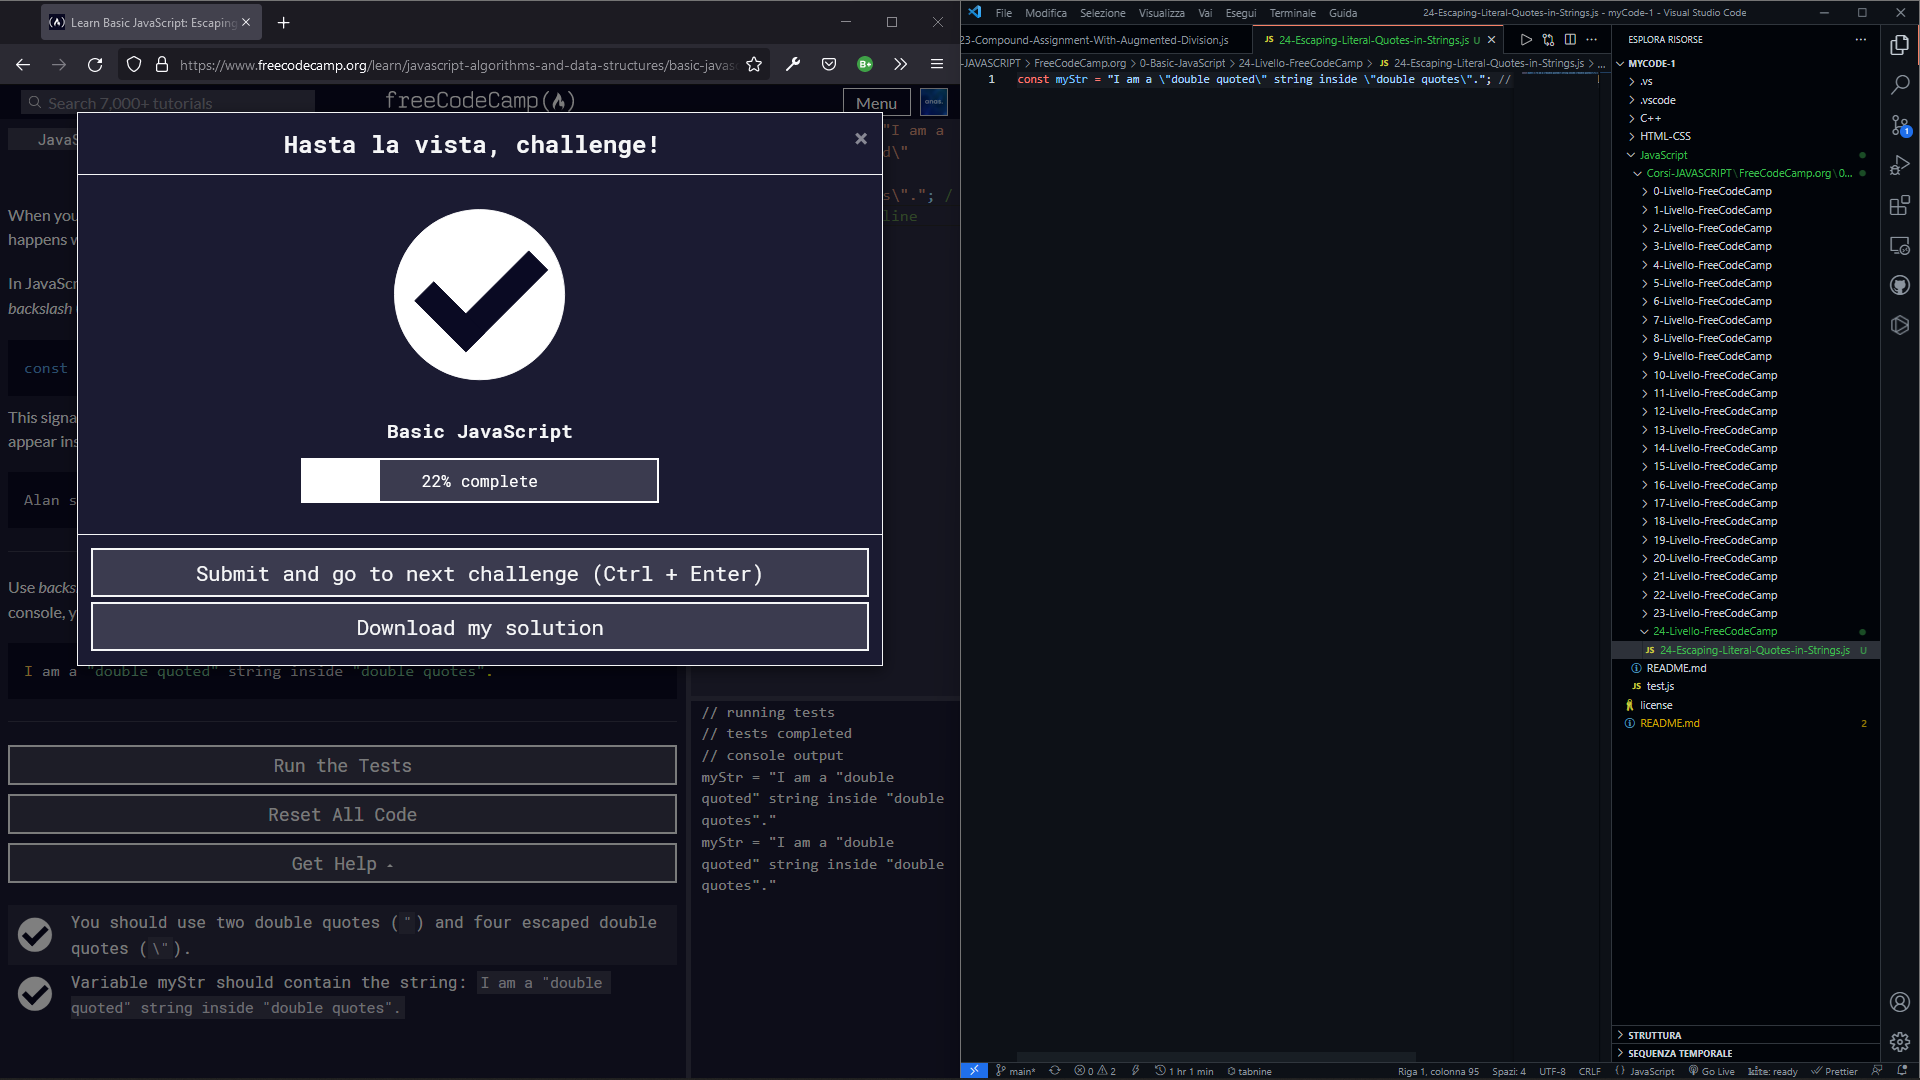 Learn Basic JavaScript: Escaping
https://www.freecodecamp.org/learn/javascript-algorithms-and-data-structures/basic-javas
Search 7,000+ tutorials
freeCodeCamp
Menu
JavaS
Hasta la vista, challenge!
"I am a
d\"
s\"."; /
line
When you
happens w
In JavaScr
backslash
const
This signa
appear ins
Alan s
Basic JavaScript
22% complete
Submit and go to next challenge (Ctrl + Enter)
Download my solution
Use backs
console, y
I am a "double quoted" string inside "double quotes".
Run the Tests
Reset All Code
Get Help
You should use two double quotes (") and four escaped double
quotes (\").
Variable myStr should contain the string: I am a "double
quoted" string inside "double quotes".
// running tests
// tests completed
// console output
myStr = "I am a "double
quoted" string inside "double
quotes"."
myStr = "I am a "double
quoted" string inside "double
quotes"."
File Modifica Selezione Visualizza Vai Esegui Terminale Guida
24-Escaping-Literal-Quotes-in-Strings.js - myCode-1 - Visual Studio Code
23-Compound-Assignment-With-Augmented-Division.js
JS 24-Escaping-Literal-Quotes-in-Strings.js U
-JAVASCRIPT > FreeCodeCamp.org > 0-Basic-JavaScript > 24-Livello-FreeCodeCamp > JS 24-Escaping-Literal-Quotes-in-Strings.js > ...
1 const myStr = "I am a \"double quoted\" string inside \"double quotes\"."; //
ESPLORA RISORSE
MYCODE-1
.vs
.vscode
C++
HTML-CSS
JavaScript
Corsi-JAVASCRIPT\FreeCodeCamp.org\0...
0-Livello-FreeCodeCamp
1-Livello-FreeCodeCamp
2-Livello-FreeCodeCamp
3-Livello-FreeCodeCamp
4-Livello-FreeCodeCamp
5-Livello-FreeCodeCamp
6-Livello-FreeCodeCamp
7-Livello-FreeCodeCamp
8-Livello-FreeCodeCamp
9-Livello-FreeCodeCamp
10-Livello-FreeCodeCamp
11-Livello-FreeCodeCamp
12-Livello-FreeCodeCamp
13-Livello-FreeCodeCamp
14-Livello-FreeCodeCamp
15-Livello-FreeCodeCamp
16-Livello-FreeCodeCamp
17-Livello-FreeCodeCamp
18-Livello-FreeCodeCamp
19-Livello-FreeCodeCamp
20-Livello-FreeCodeCamp
21-Livello-FreeCodeCamp
22-Livello-FreeCodeCamp
23-Livello-FreeCodeCamp
24-Livello-FreeCodeCamp
JS 24-Escaping-Literal-Quotes-in-Strings.js U
README.md
JS test.js
license
README.md 2
STRUTTURA
SEQUENZA TEMPORALE
1
main* 0 2 1 hr 1 min tabnine
Riga 1, colonna 95 Spazi: 4 UTF-8 CRLF JavaScript Go Live kite: ready Prettier